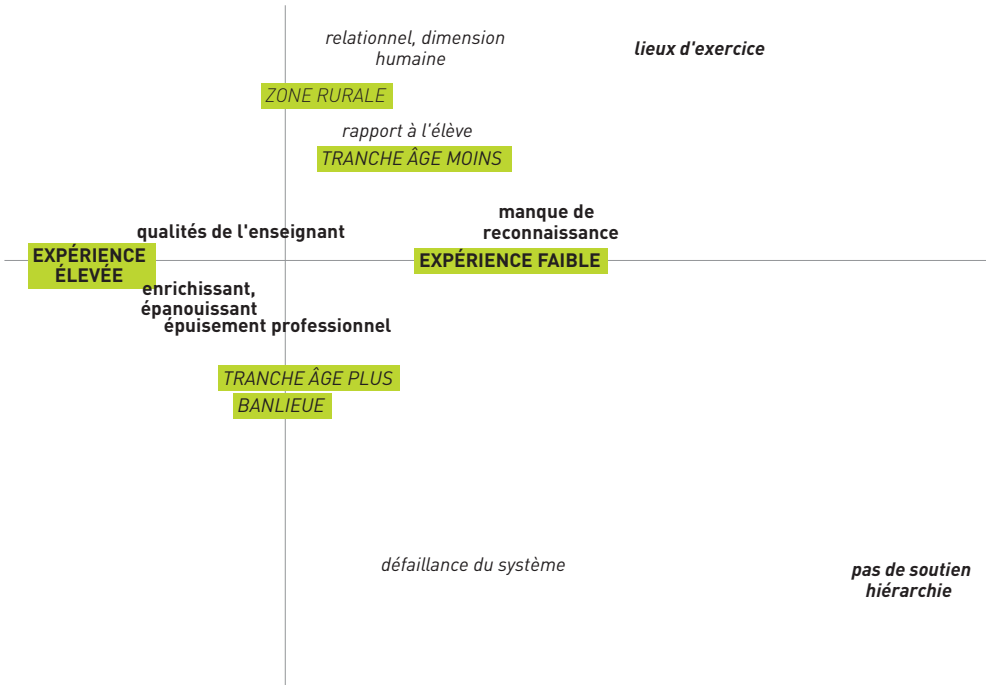 relationnel, dimension
humaine
lieux d'exercice
ZONE RURALE
rapport à l'élève
TRANCHE ÂGE MOINS
manque de
reconnaissance
qualités de l'enseignant
EXPÉRIENCE
ÉLEVÉE
EXPÉRIENCE FAIBLE
enrichissant,
épanouissant
épuisement professionnel
TRANCHE ÂGE PLUS
BANLIEUE
défaillance du système
pas de soutien
hiérarchie